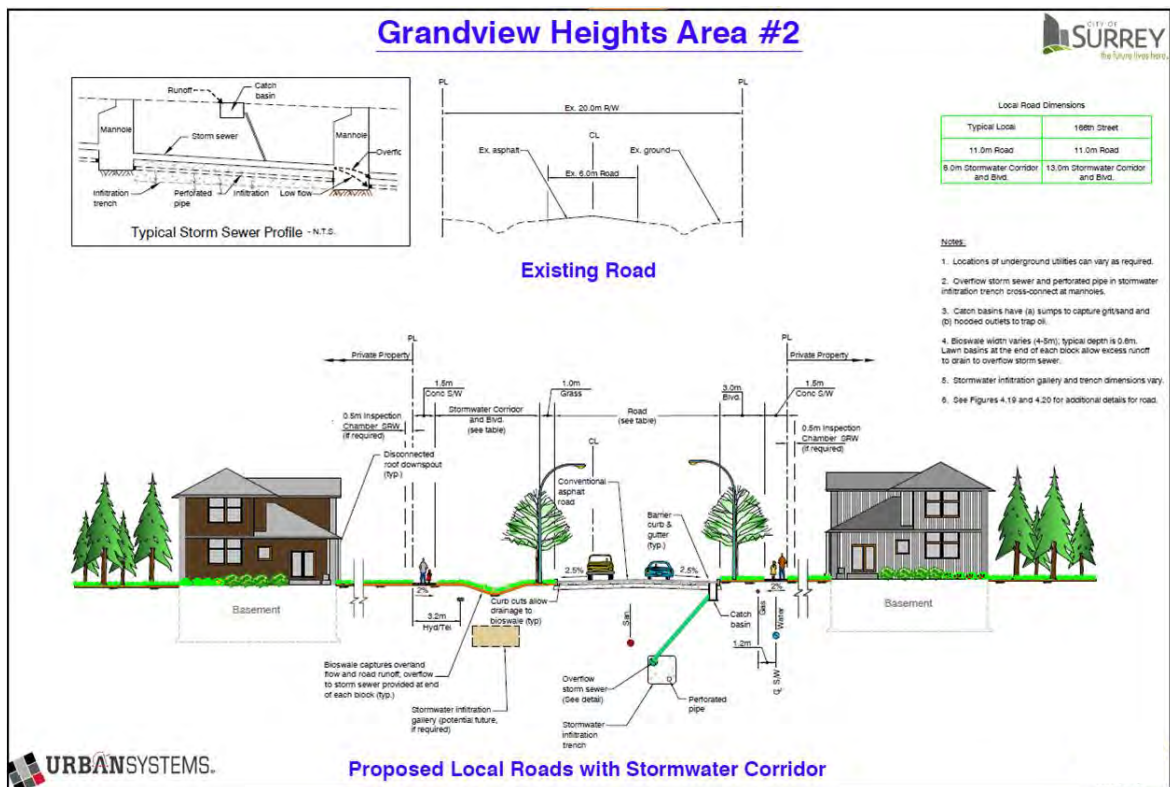 Grandview Heights Area #2
CITY OF
SURREY
the future lives here.
Runoff
Catch
basin
Manhole
Storm sewer
Manhole
Infiltration
trench
Perforated
pipe
Infiltration
Low flow
Typical Storm Sewer Profile - N.T.S.
PL
PL
Ex. 20.0m R/W
CL
Ex. asphalt
Ex. ground
Ex. 6.0m Road
Existing Road
Local Road Dimensions
Typical Local
168th Street
11.0m Road
11.0m Road
13.0m Stormwater Corridor
and Blvd.
Stormwater Corridor
and Blvd.
Notes:
1. Locations of underground utilities can vary as required.
2. Overflow storm sewer and perforated pipe in stormwater
infiltration trench cross-connect at manholes.
3. Catch basins have (a) sumps to capture grit/sand and
(b) hooded outlets to trap oil.
4. Bioswale width varies (4-5m); typical depth is 0.6m.
Lawn basins at the end of each block allow excess runoff
to drain to overflow storm sewer.
5. Stormwater infiltration gallery and trench dimensions vary.
6. See Figures 4.19 and 4.20 for additional details for road.
PL
PL
Private Property
Private Property
1.5m
Conc S/W
1.0m
Grass
3.0m
Blvd.
1.5m
Conc S/W
Stormwater Corridor
and Blvd.
(see table)
Road
(see table)
0.5m Inspection
Chamber SRW
(if required)
0.5m Inspection
Chamber SRW
(if required)
CL
Disconnected
roof downspout
(typ.)
Conventional
asphalt
road
Barrier
curb &
gutter
(typ.)
2.5%
2.5%
2%
Basement
Basement
3.2m
Hyd/Tel
Curb cuts allow
drainage to
bioswale (typ)
San
Catch
basin
Gas
Water
1.2m
S/W
Bioswale captures overland
flow and road runoff; overflow
to storm sewer provided at end
of each block (typ.)
Stormwater infiltration
gallery (potential future,
if required)
Overflow
storm sewer
(See detail)
Perforated
pipe
Stormwater
infiltration
trench
URBANSYSTEMS.
Proposed Local Roads with Stormwater Corridor